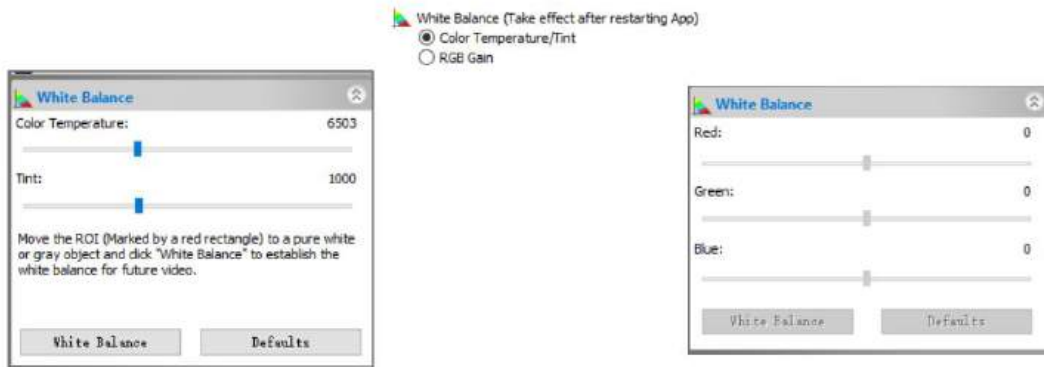 White Balance (Take effect after restarting App)
Color Temperature/Tint
RGB Gain
White Balance
Color Temperature: 6503
Tint: 1000
Move the ROI (Marked by a red rectangle) to a pure white
or gray object and click "White Balance" to establish the
white balance for future video.
White Balance Defaults
White Balance
Red: 0
Green: 0
Blue: 0
White Balance Defaults